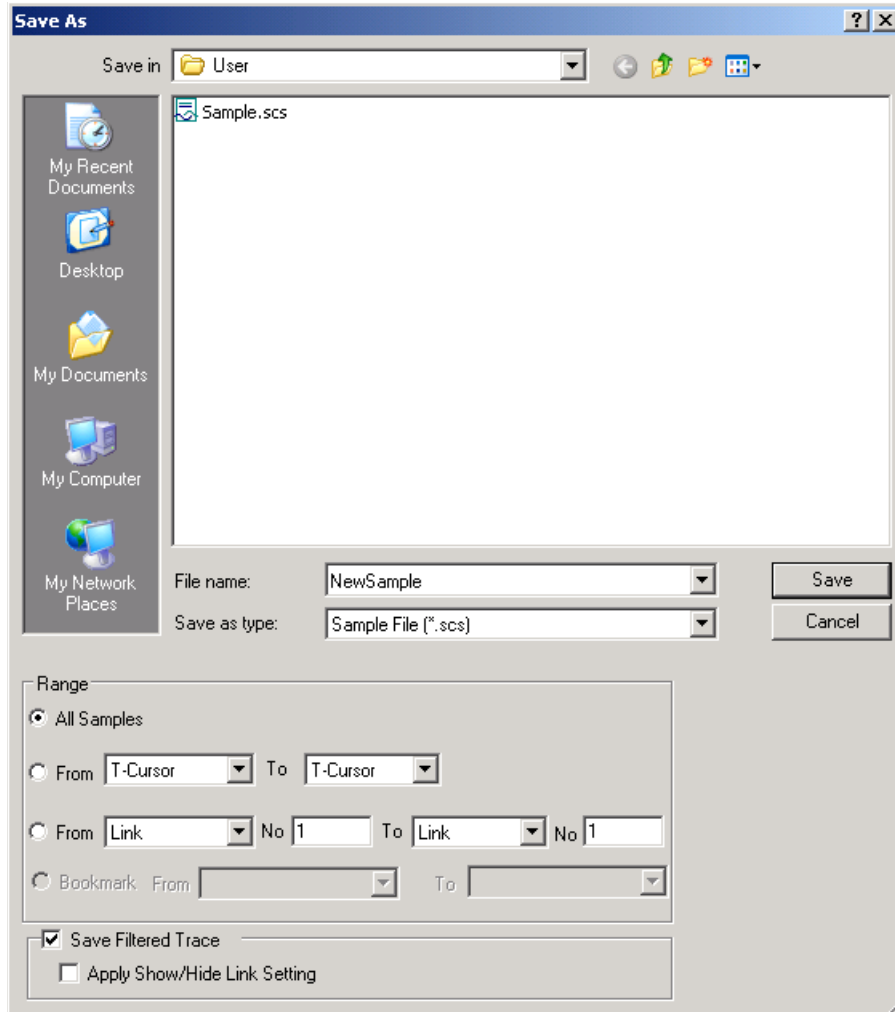 Save As
Save in User
Sample.scs
My Recent
Documents
Desktop
My Documents
My Computer
My Network
Places
File name: NewSample Save
Save as type: Sample File (*.scs) Cancel
Range
All Samples
From T-Cursor To T-Cursor
From Link No 1 To Link No 1
Bookmark From To
Save Filtered Trace
Apply Show/Hide Link Setting